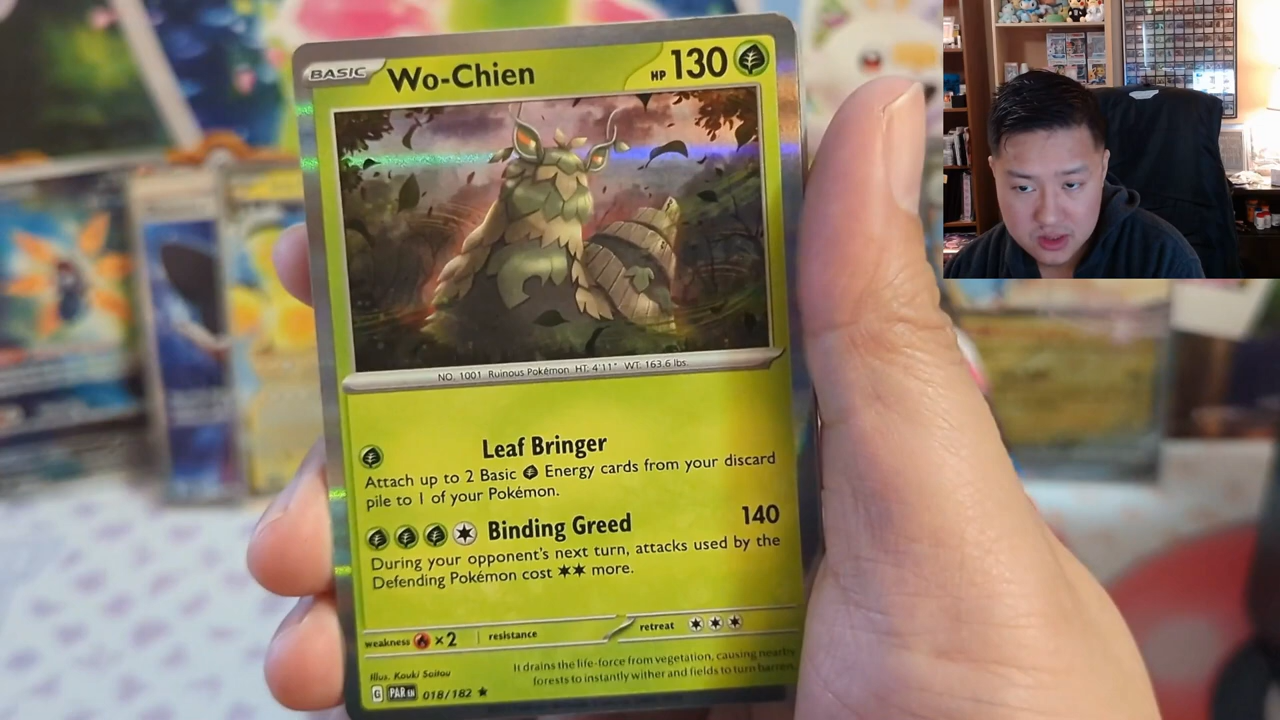 BASIC Wo-Chien HP 130
NO. 1001 Ruinous Pokémon HT: 4'11" WT: 163.6 lbs.
Leaf Bringer
Attach up to 2 Basic Energy cards from your discard
pile to 1 of your Pokémon.
Binding Greed 140
During your opponent's next turn, attacks used by the
Defending Pokémon cost more.
weakness ×2 resistance retreat
Illus. Kouki Saitou
It drains the life-force from vegetation, causing nearby
forests to instantly wither and fields to turn barren.
G PAR EN 018/182